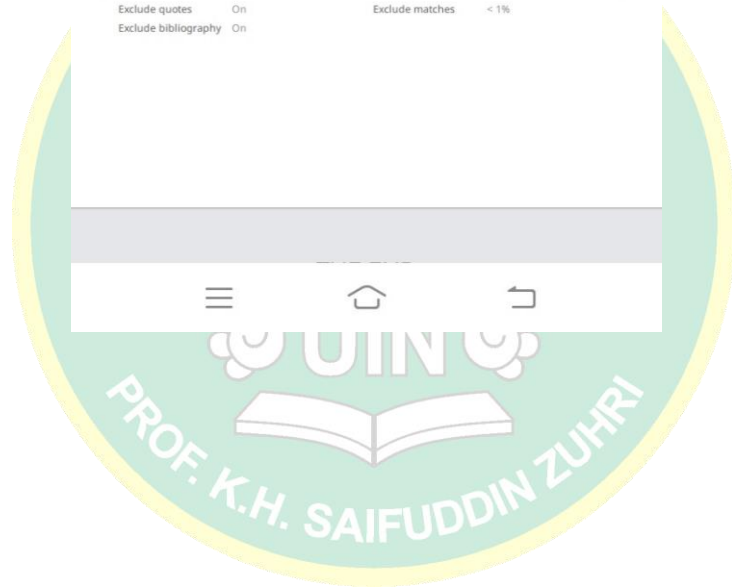 Exclude quotes On Exclude matches < 1%
Exclude bibliography On
UIN
PROF. K.H. SAIFUDDIN ZUHRI